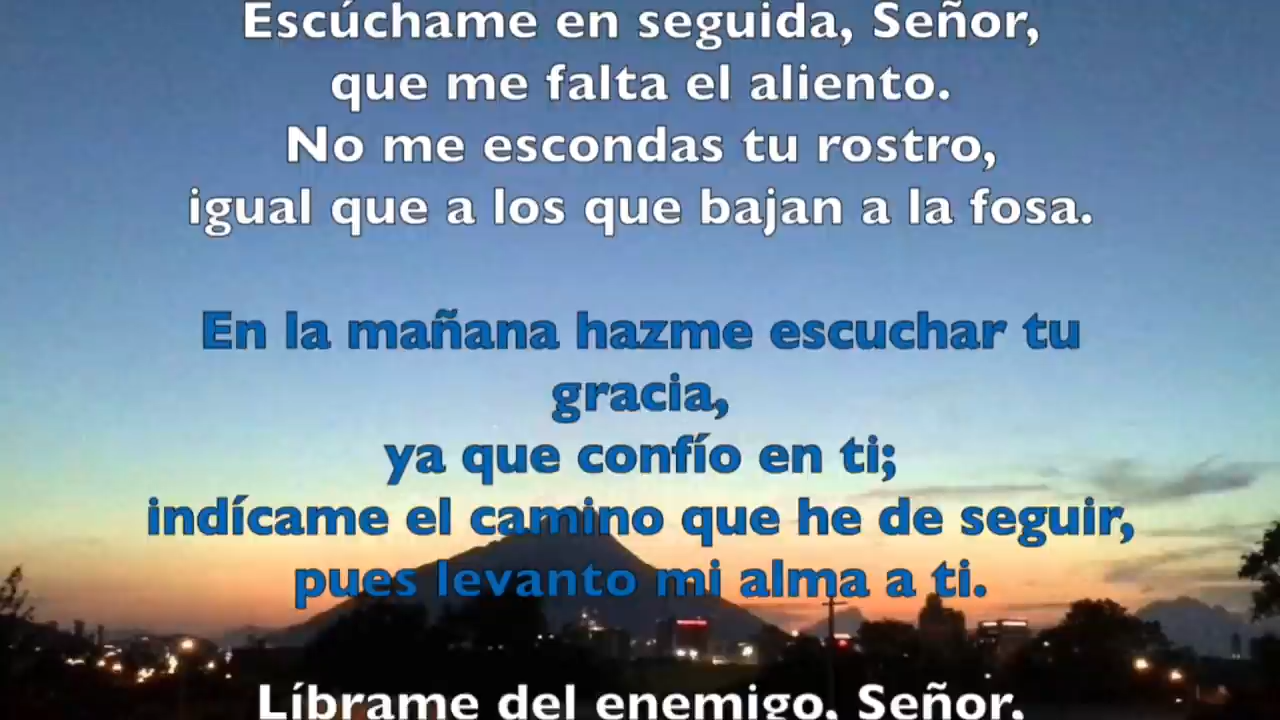 Escúchame en seguida, Señor,
que me falta el aliento.
No me escondas tu rostro,
igual que a los que bajan a la fosa.
En la mañana hazme escuchar tu
gracia,
ya que confío en ti;
indícame el camino que he de seguir,
pues levanto mi alma a ti.
Líbrame del enemigo, Señor,